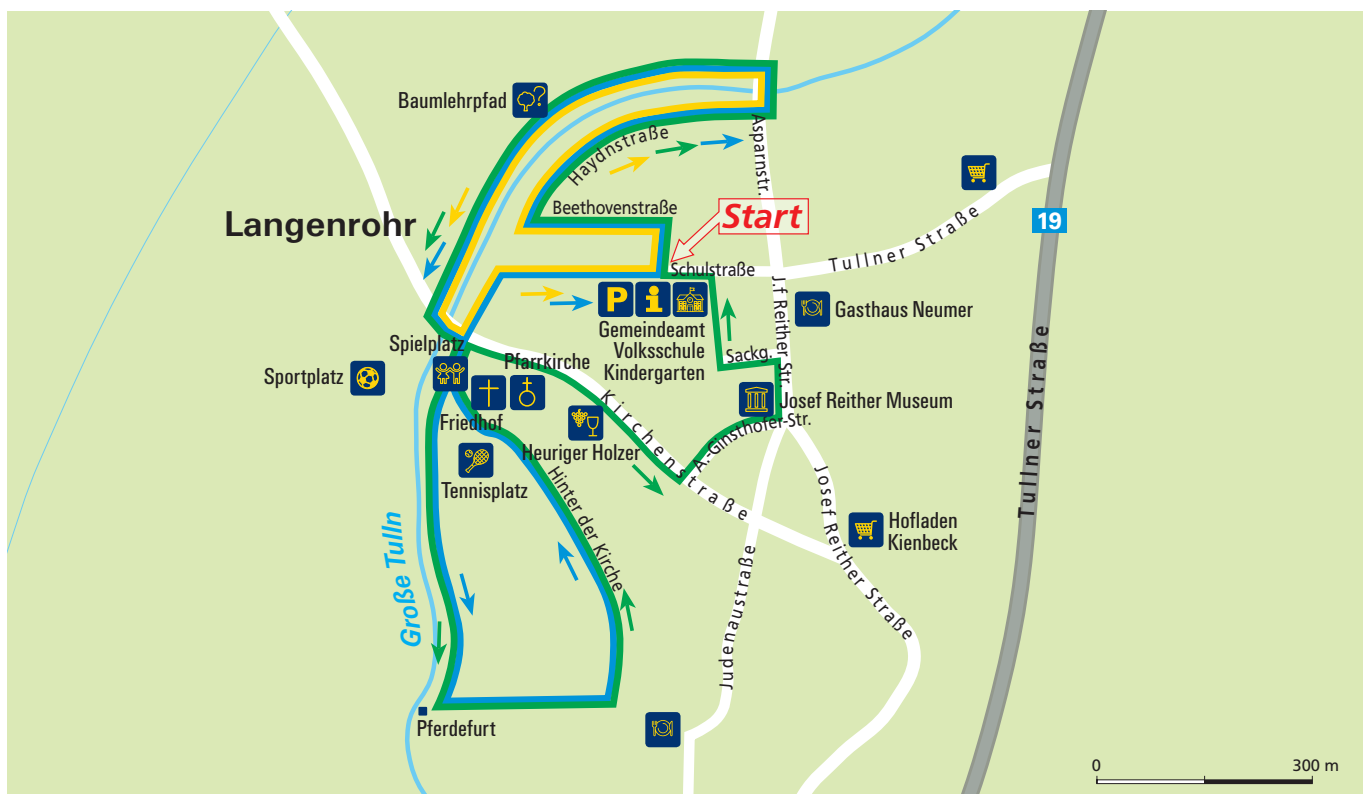 Baumlehrpfad
?
Haydnstraße
Asparnstr.
Beethovenstraße
Start
Langenrohr
19
Tullner Straße
Schulstraße
P
i
Gemeindeamt
Volksschule
Kindergarten
J.f Reither Str.
Gasthaus Neumer
Tullner Straße
Spielplatz
Pfarrkirche
Sackg.
Sportplatz
Josef Reither Museum
Friedhof
Kirchenstraße
A.-Ginsthofer-Str.
Heuriger Holzer
Tennisplatz
Hinter der Kirche
Josef Reither Straße
Hofladen
Kienbeck
Große Tulln
Judenaustraße
Pferdefurt
0
300 m